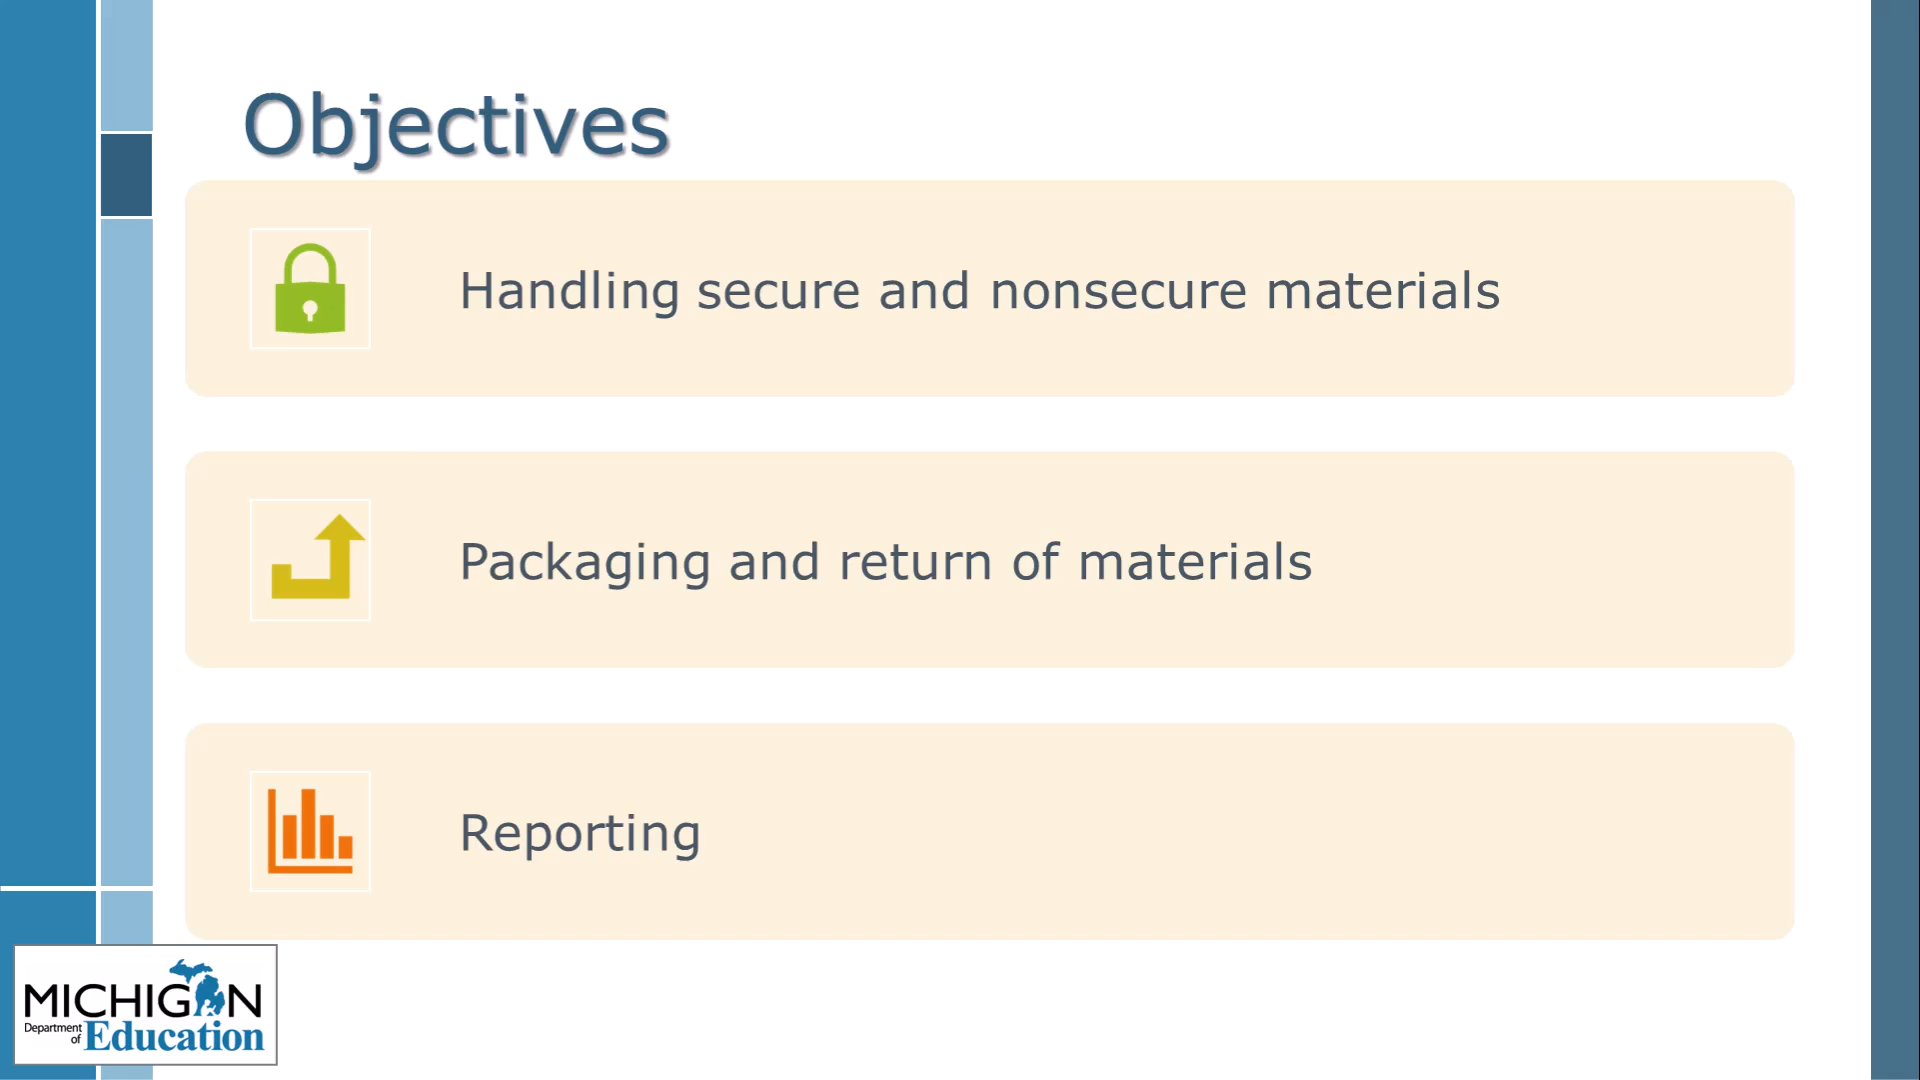 Objectives
Handling secure and nonsecure materials
Packaging and return of materials
Reporting
MICHIGAN
Department
of Education